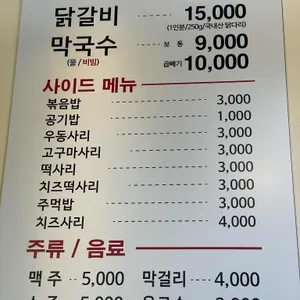 닭갈비 ---- 15,000
(1인분/250g/국내산 닭다리)
막국수 보통 9,000
(물/비빔) 곱빼기 10,000
사이드 메뉴
볶음밥 3,000
공기밥 1,000
우동사리 3,000
고구마사리 3,000
떡사리 3,000
치즈떡사리 3,000
주먹밥 3,000
치즈사리 4,000
주류 / 음료
맥 주 -- 5,000 막걸리 ---- 4,000